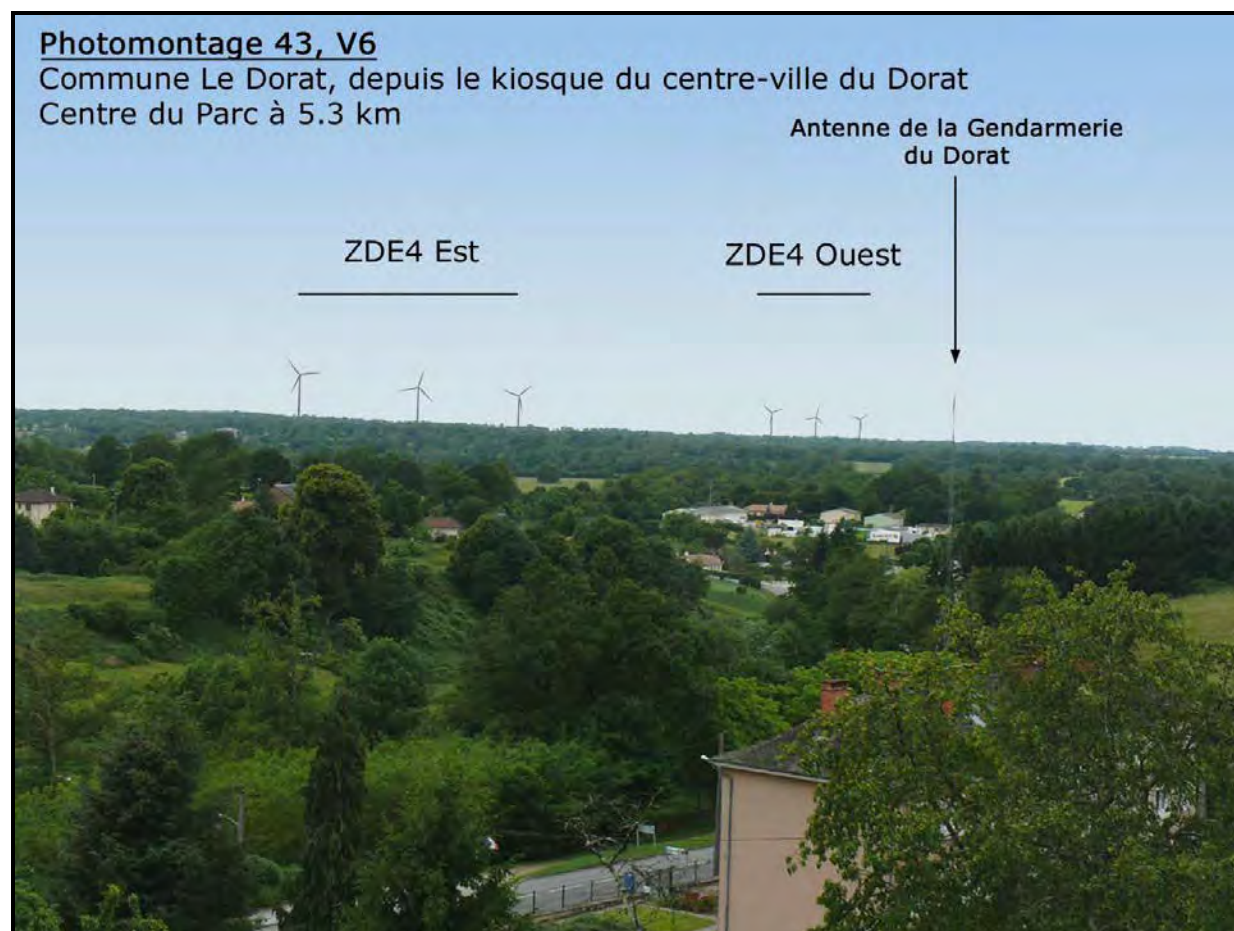 Photomontage 43, V6
Commune Le Dorat, depuis le kiosque du centre-ville du Dorat
Centre du Parc à 5.3 km
Antenne de la Gendarmerie
du Dorat
ZDE4 Est
ZDE4 Ouest